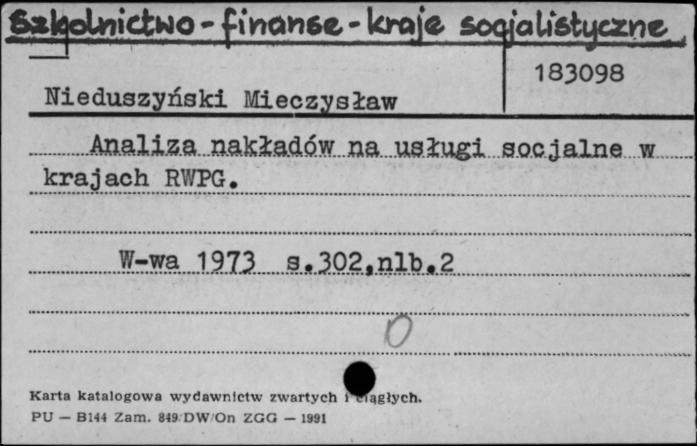 Szkolnictwo - finanse - kraje socjalistyczne
183098
Nieduszyński Mieczysław
Analiza nakładów na usługi socjalne w
krajach RWPG.
W-wa 1973 s.302,nlb.2
0
Karta katalogowa wydawnictw zwartych i ciągłych.
PU — B144 Zam. 849/DW/On ZGG — 1991